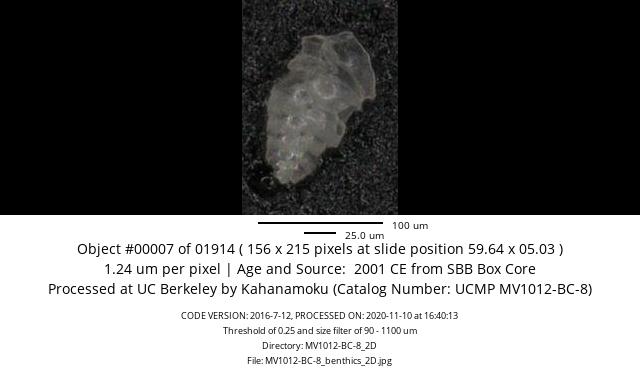 100 um
25.0 um
Object #00007 of 01914 ( 156 x 215 pixels at slide position 59.64 x 05.03 )
1.24 um per pixel | Age and Source:  2001 CE from SBB Box Core
Processed at UC Berkeley by Kahanamoku (Catalog Number: UCMP MV1012-BC-8)
CODE VERSION: 2016-7-12, PROCESSED ON: 2020-11-10 at 16:40:13
Threshold of 0.25 and size filter of 90 - 1100 um
Directory: MV1012-BC-8_2D
File: MV1012-BC-8_benthics_2D.jpg